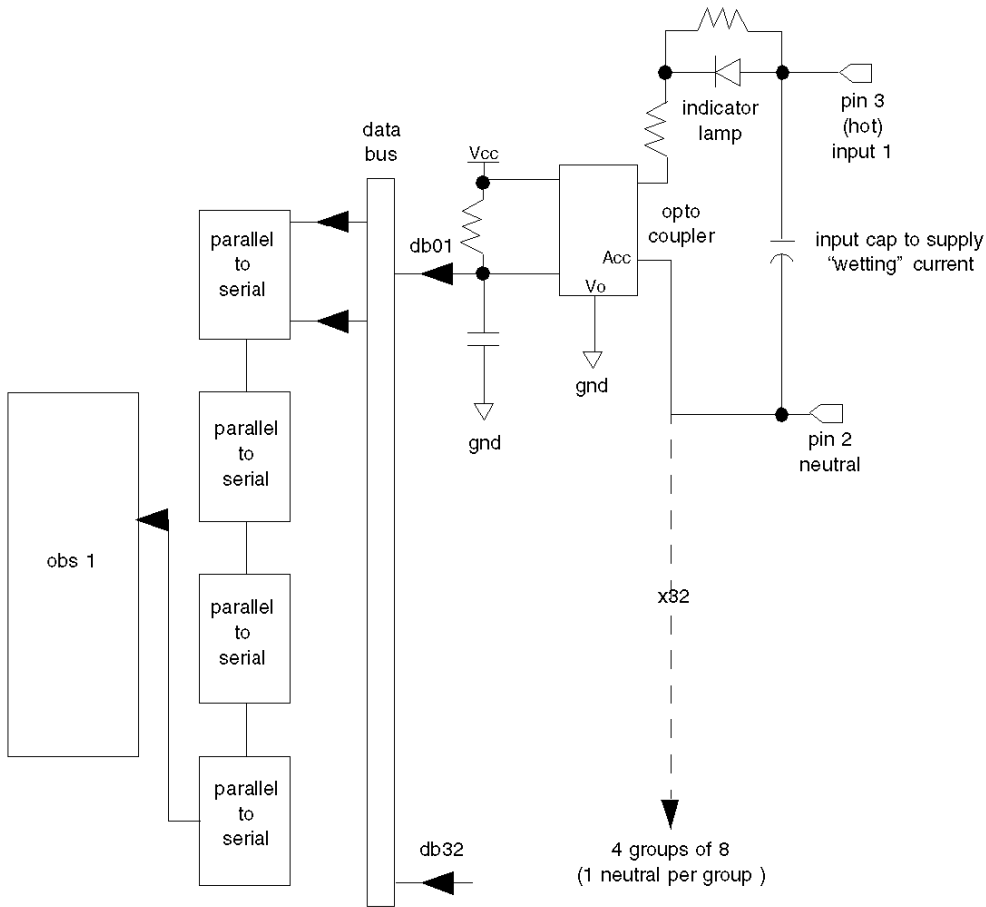 pin 3
(hot)
input 1
indicator
lamp
data
bus
Vcc
opto
coupler
Acc
Vo
gnd
input cap to supply
"wetting" current
db01
gnd
pin 2
neutral
parallel
to
serial
parallel
to
serial
parallel
to
serial
parallel
to
serial
obs 1
x32
db32
4 groups of 8
(1 neutral per group )